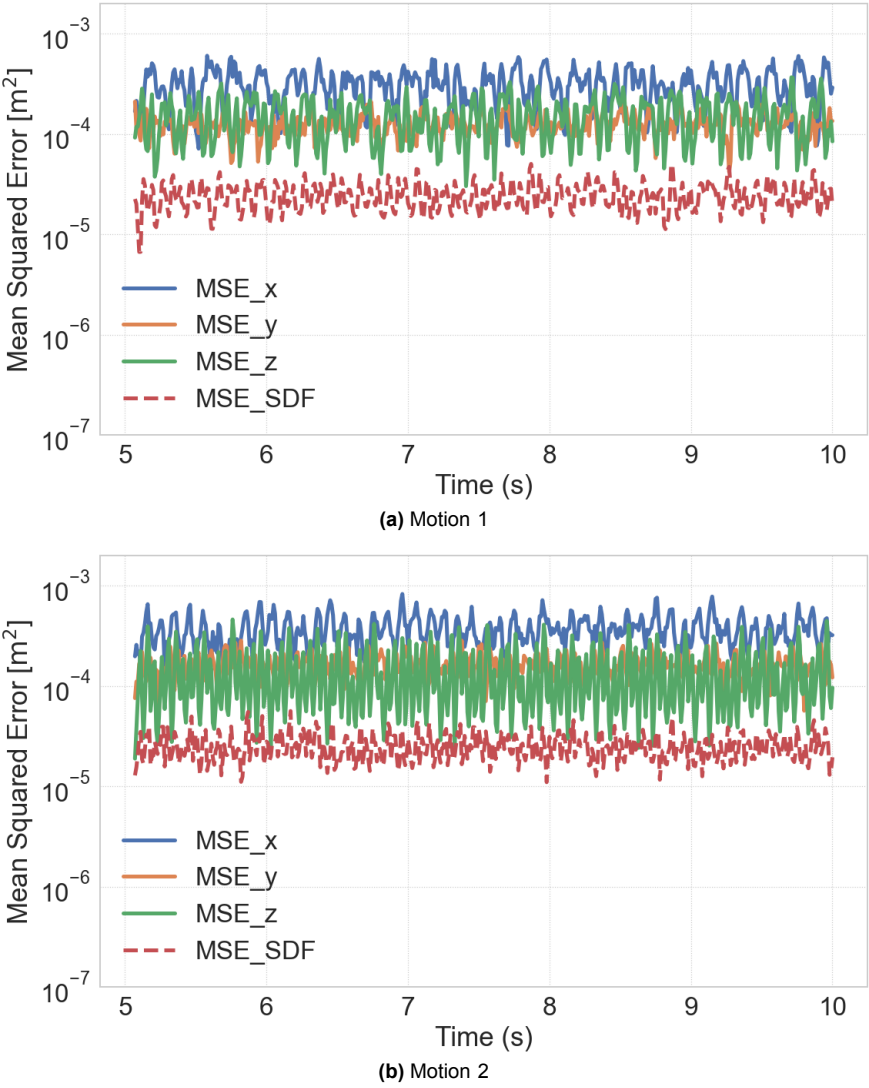 Mean Squared Error [m²]
10⁻³
10⁻⁴
10⁻⁵
10⁻⁶
10⁻⁷
MSE_x
MSE_y
MSE_z
MSE_SDF
5 6 7 8 9 10
Time (s)
(a) Motion 1
Mean Squared Error [m²]
10⁻³
10⁻⁴
10⁻⁵
10⁻⁶
10⁻⁷
MSE_x
MSE_y
MSE_z
MSE_SDF
5 6 7 8 9 10
Time (s)
(b) Motion 2